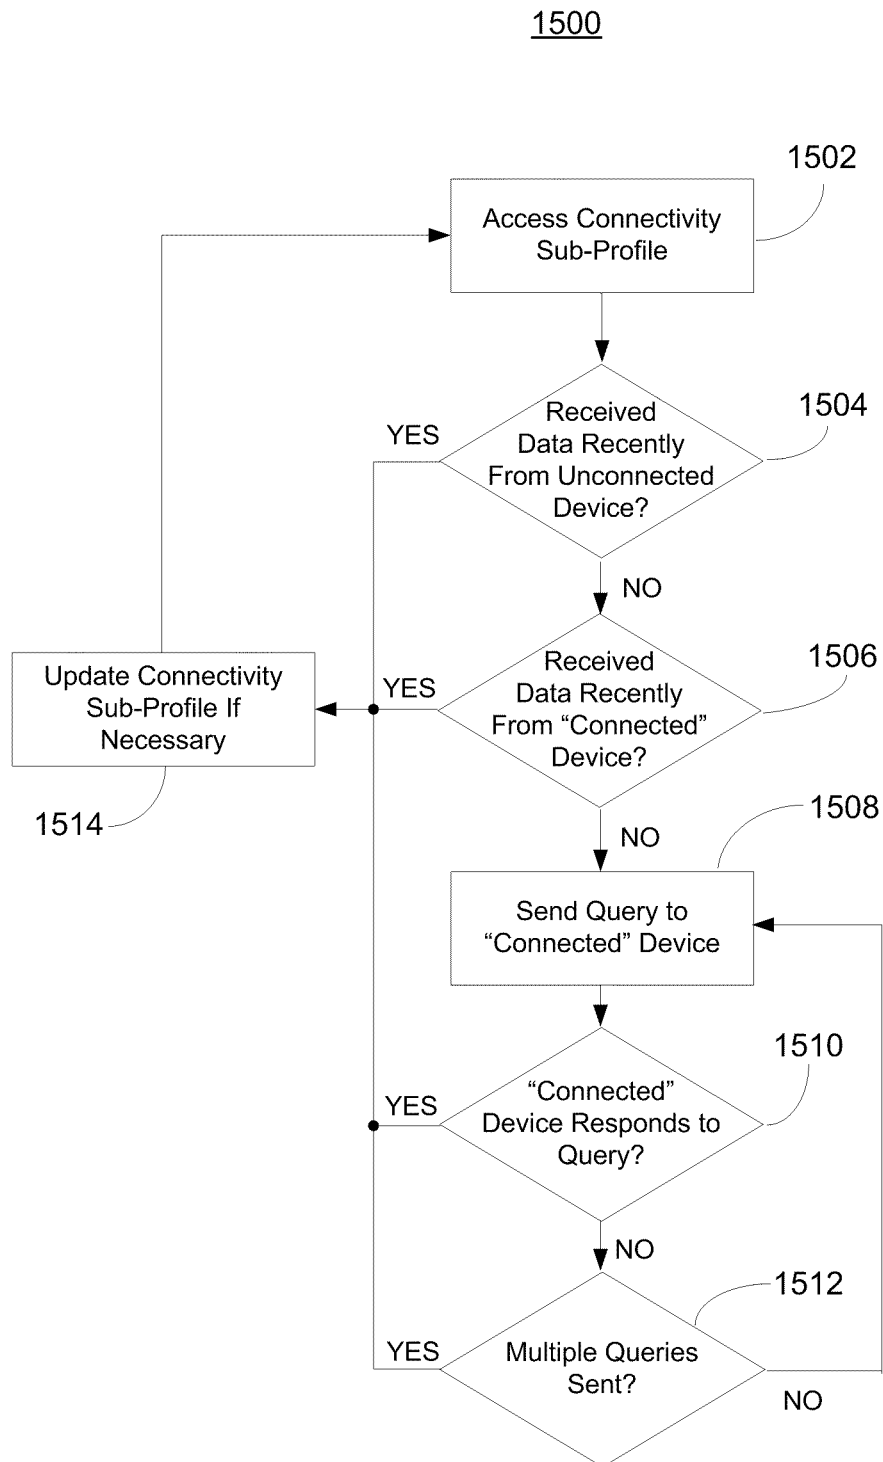 1500
1502
Access Connectivity
Sub-Profile
1504
Received
Data Recently
From Unconnected
Device?
YES
NO
1506
Received
Data Recently
From “Connected”
Device?
YES
Update Connectivity
Sub-Profile If
Necessary
1514
NO
1508
Send Query to
“Connected” Device
1510
“Connected”
Device Responds to
Query?
YES
NO
1512
Multiple Queries
Sent?
YES
NO